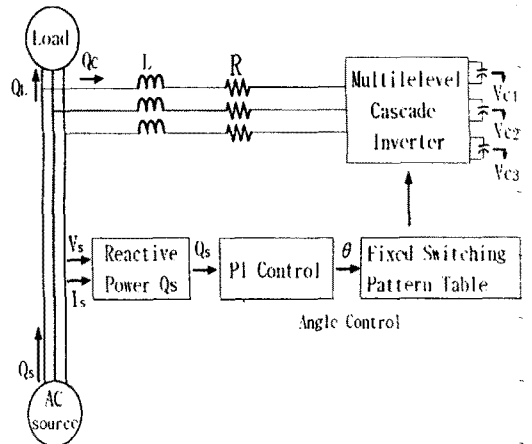 Load
Qc
L
R
QL
Multilelevel
Cascade
Inverter
Vc1
Vc2
Vc3
Vs
Is
Reactive
Power Qs
Qs
PI Control
θ
Fixed Switching
Pattern Table
Angle Control
Qs
AC
source